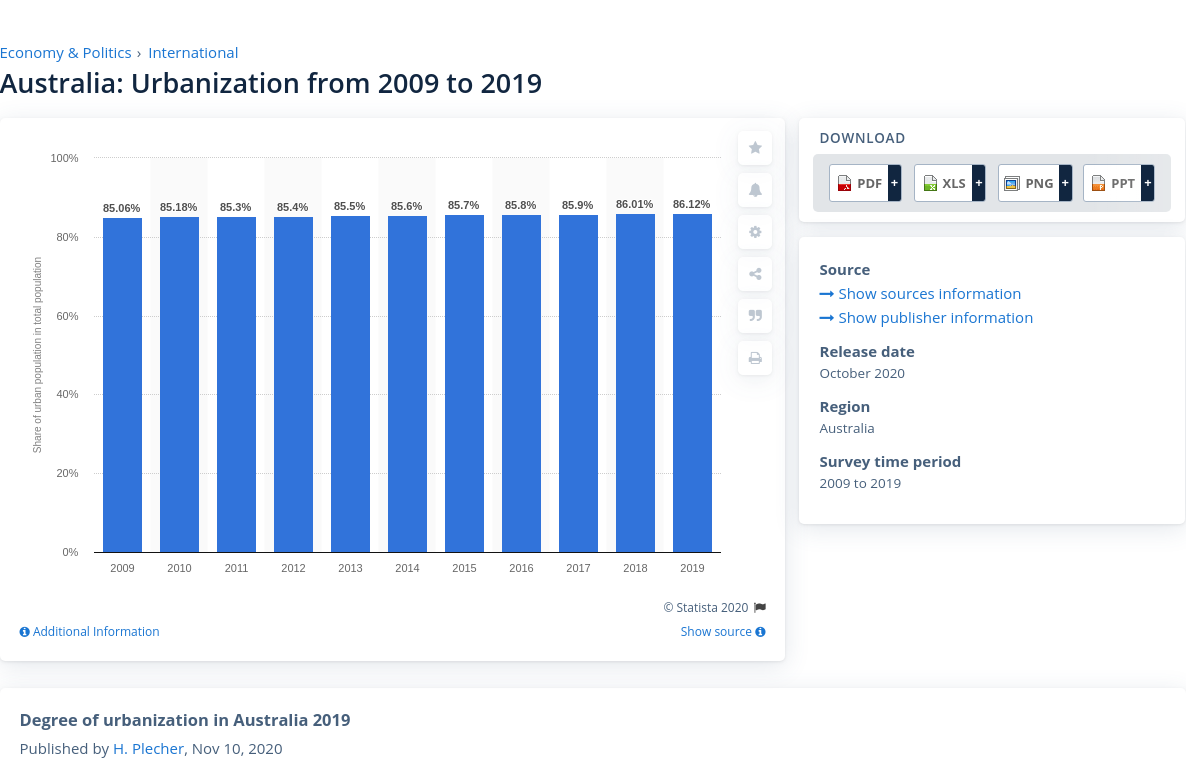 Economy & Politics › International
Australia: Urbanization from 2009 to 2019
Share of urban population in total population
100%
80%
60%
40%
20%
0%
85.06% 85.18% 85.3% 85.4% 85.5% 85.6% 85.7% 85.8% 85.9% 86.01% 86.12%
2009 2010 2011 2012 2013 2014 2015 2016 2017 2018 2019
© Statista 2020
Additional Information
Show source
DOWNLOAD
PDF + XLS + PNG + PPT +
Source
Show sources information
Show publisher information
Release date
October 2020
Region
Australia
Survey time period
2009 to 2019
Degree of urbanization in Australia 2019
Published by H. Plecher, Nov 10, 2020